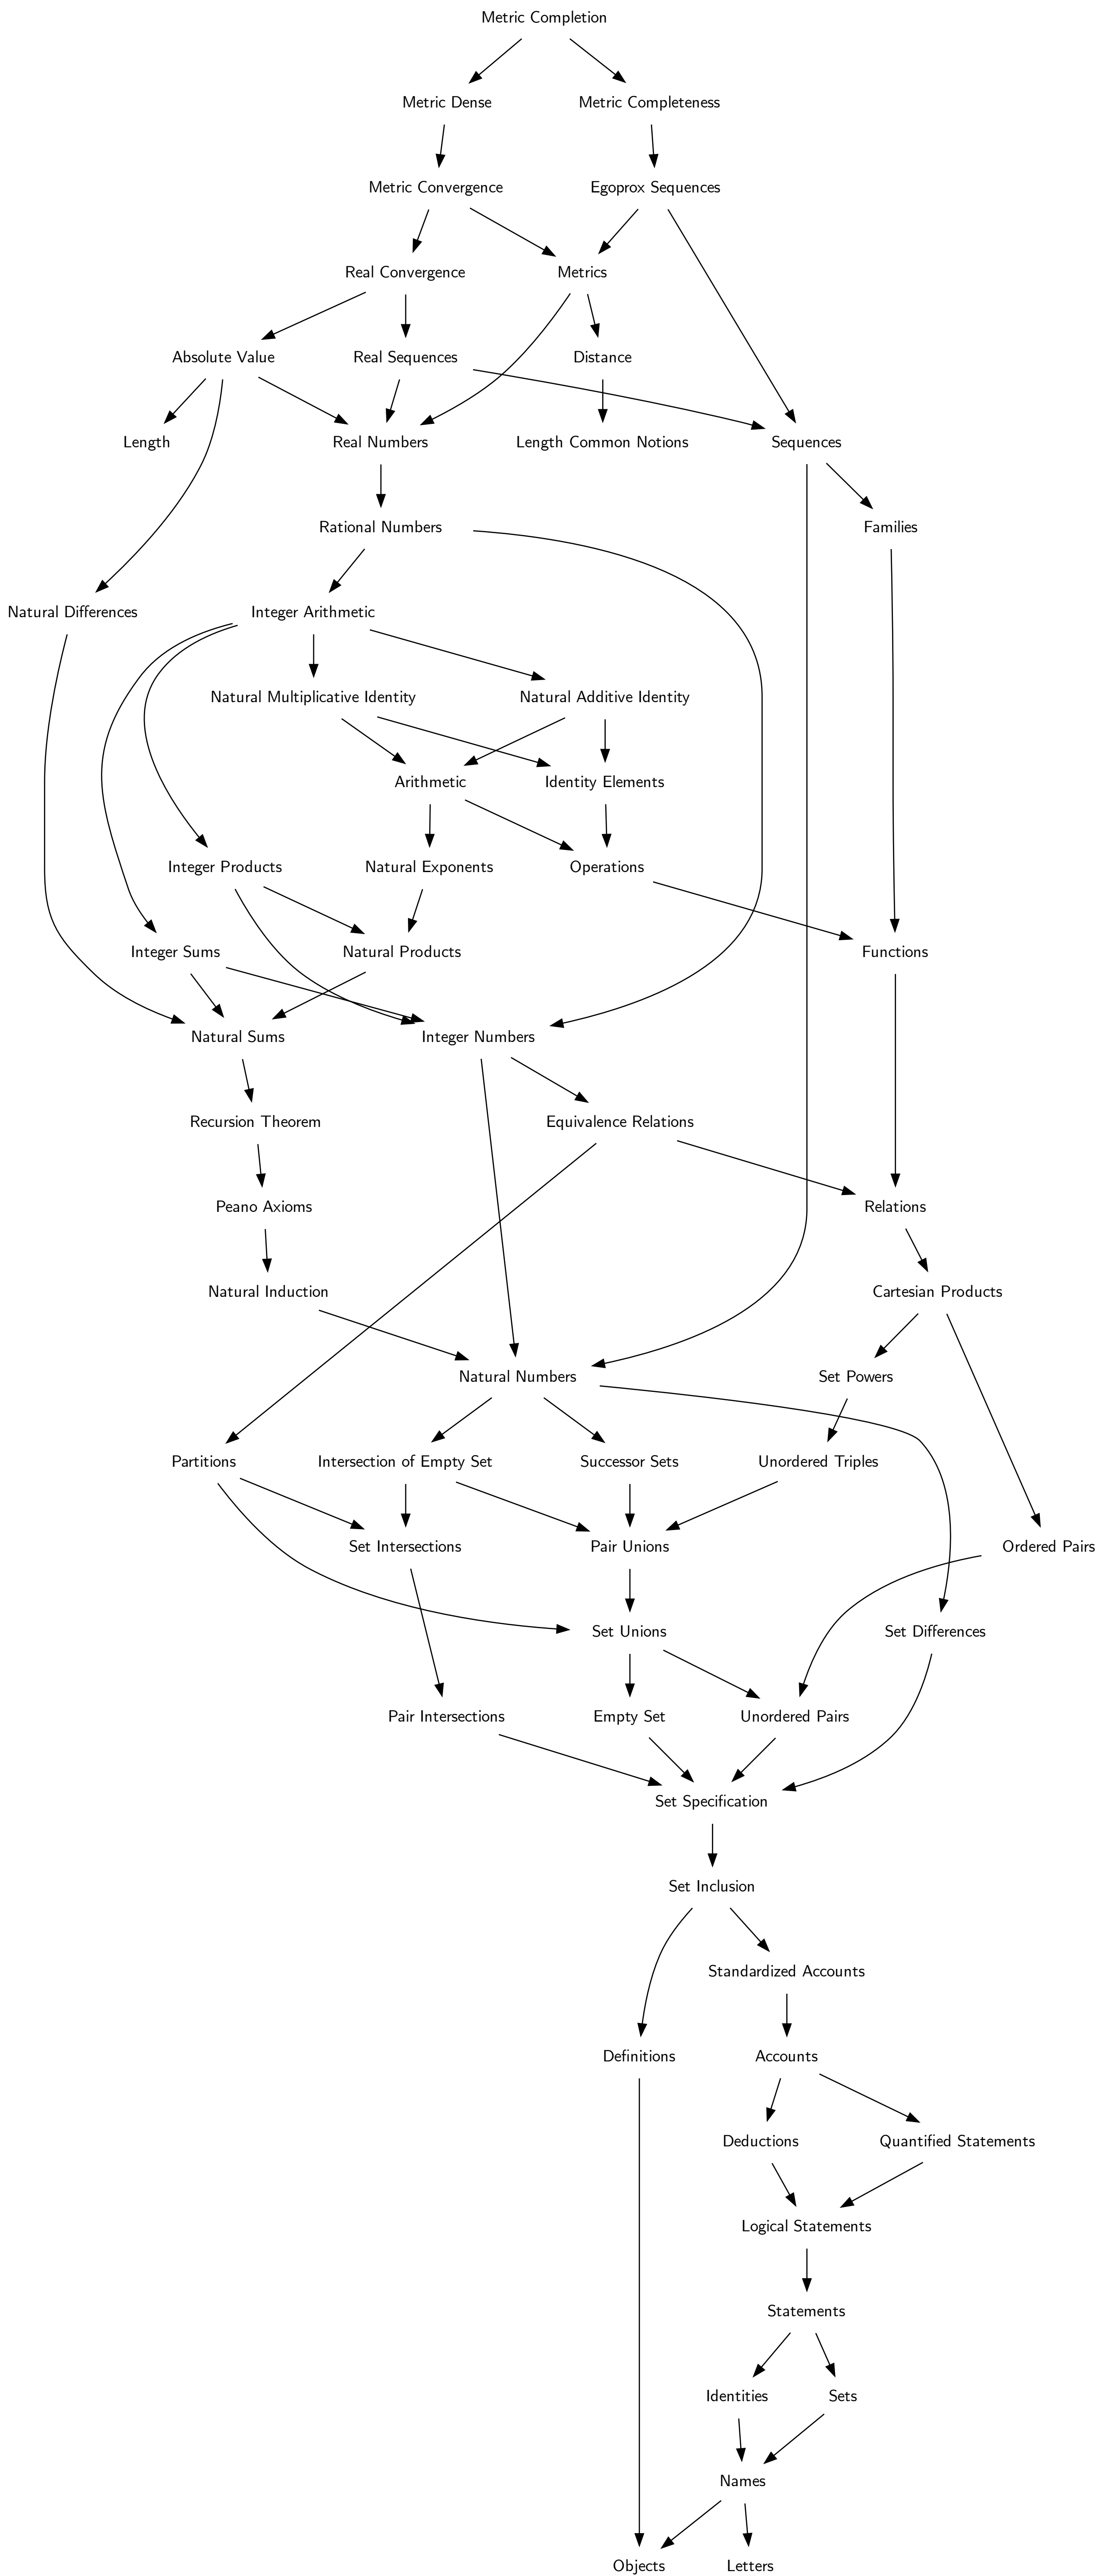 Metric Completion
Metric Dense
Metric Completeness
Metric Convergence
Egoprox Sequences
Real Convergence
Metrics
Absolute Value
Real Sequences
Distance
Length
Real Numbers
Length Common Notions
Sequences
Rational Numbers
Families
Natural Differences
Integer Arithmetic
Natural Multiplicative Identity
Natural Additive Identity
Arithmetic
Identity Elements
Integer Products
Natural Exponents
Operations
Integer Sums
Natural Products
Functions
Natural Sums
Integer Numbers
Recursion Theorem
Equivalence Relations
Peano Axioms
Relations
Natural Induction
Cartesian Products
Natural Numbers
Set Powers
Partitions
Intersection of Empty Set
Successor Sets
Unordered Triples
Set Intersections
Pair Unions
Ordered Pairs
Set Unions
Set Differences
Pair Intersections
Empty Set
Unordered Pairs
Set Specification
Set Inclusion
Standardized Accounts
Definitions
Accounts
Deductions
Quantified Statements
Logical Statements
Statements
Identities
Sets
Names
Objects
Letters